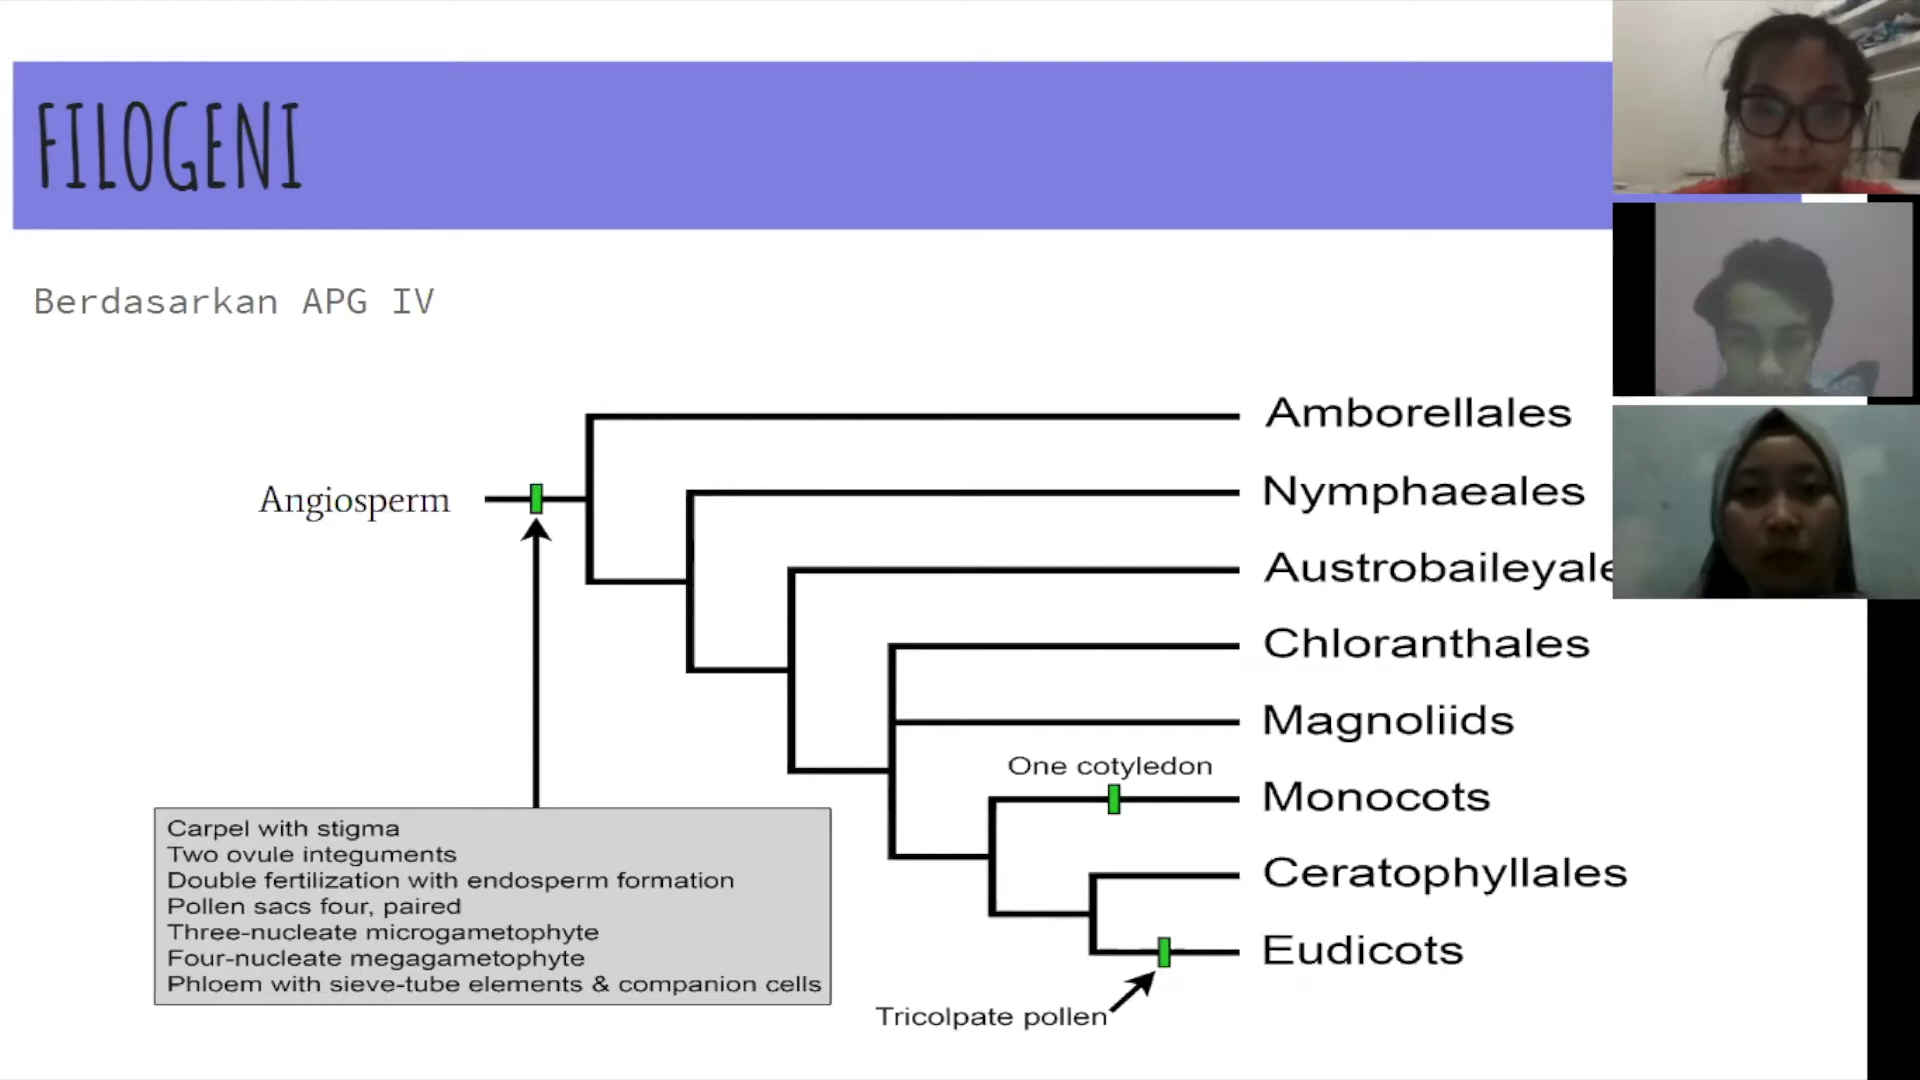 FILOGENI
Berdasarkan APG IV
Amborellales
Nymphaeales
Angiosperm
Austrobaileyale
Chloranthales
Magnoliids
One cotyledon
Monocots
Carpel with stigma
Two ovule integuments
Double fertilization with endosperm formation
Pollen sacs four, paired
Three-nucleate microgametophyte
Four-nucleate megagametophyte
Phloem with sieve-tube elements & companion cells
Ceratophyllales
Eudicots
Tricolpate pollen